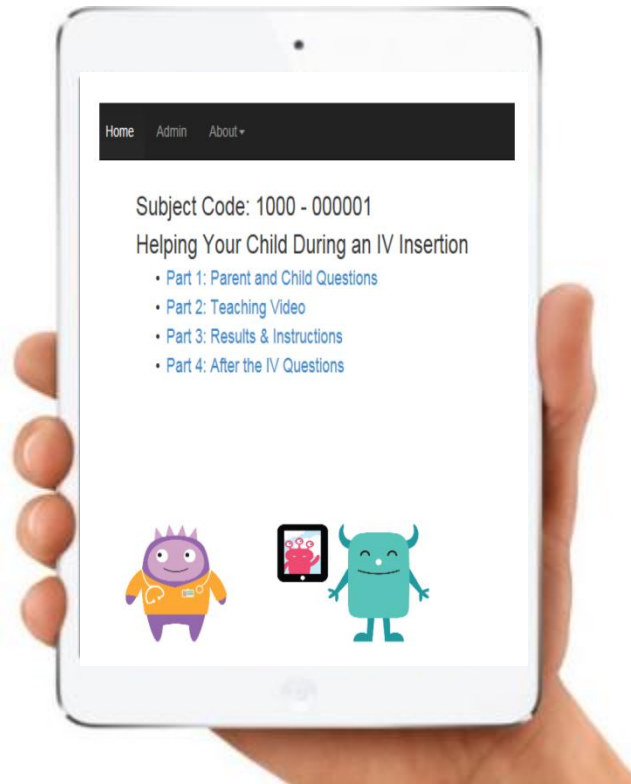 Home Admin About
Subject Code: 1000 - 000001
Helping Your Child During an IV Insertion
• Part 1: Parent and Child Questions
• Part 2: Teaching Video
• Part 3: Results & Instructions
• Part 4: After the IV Questions